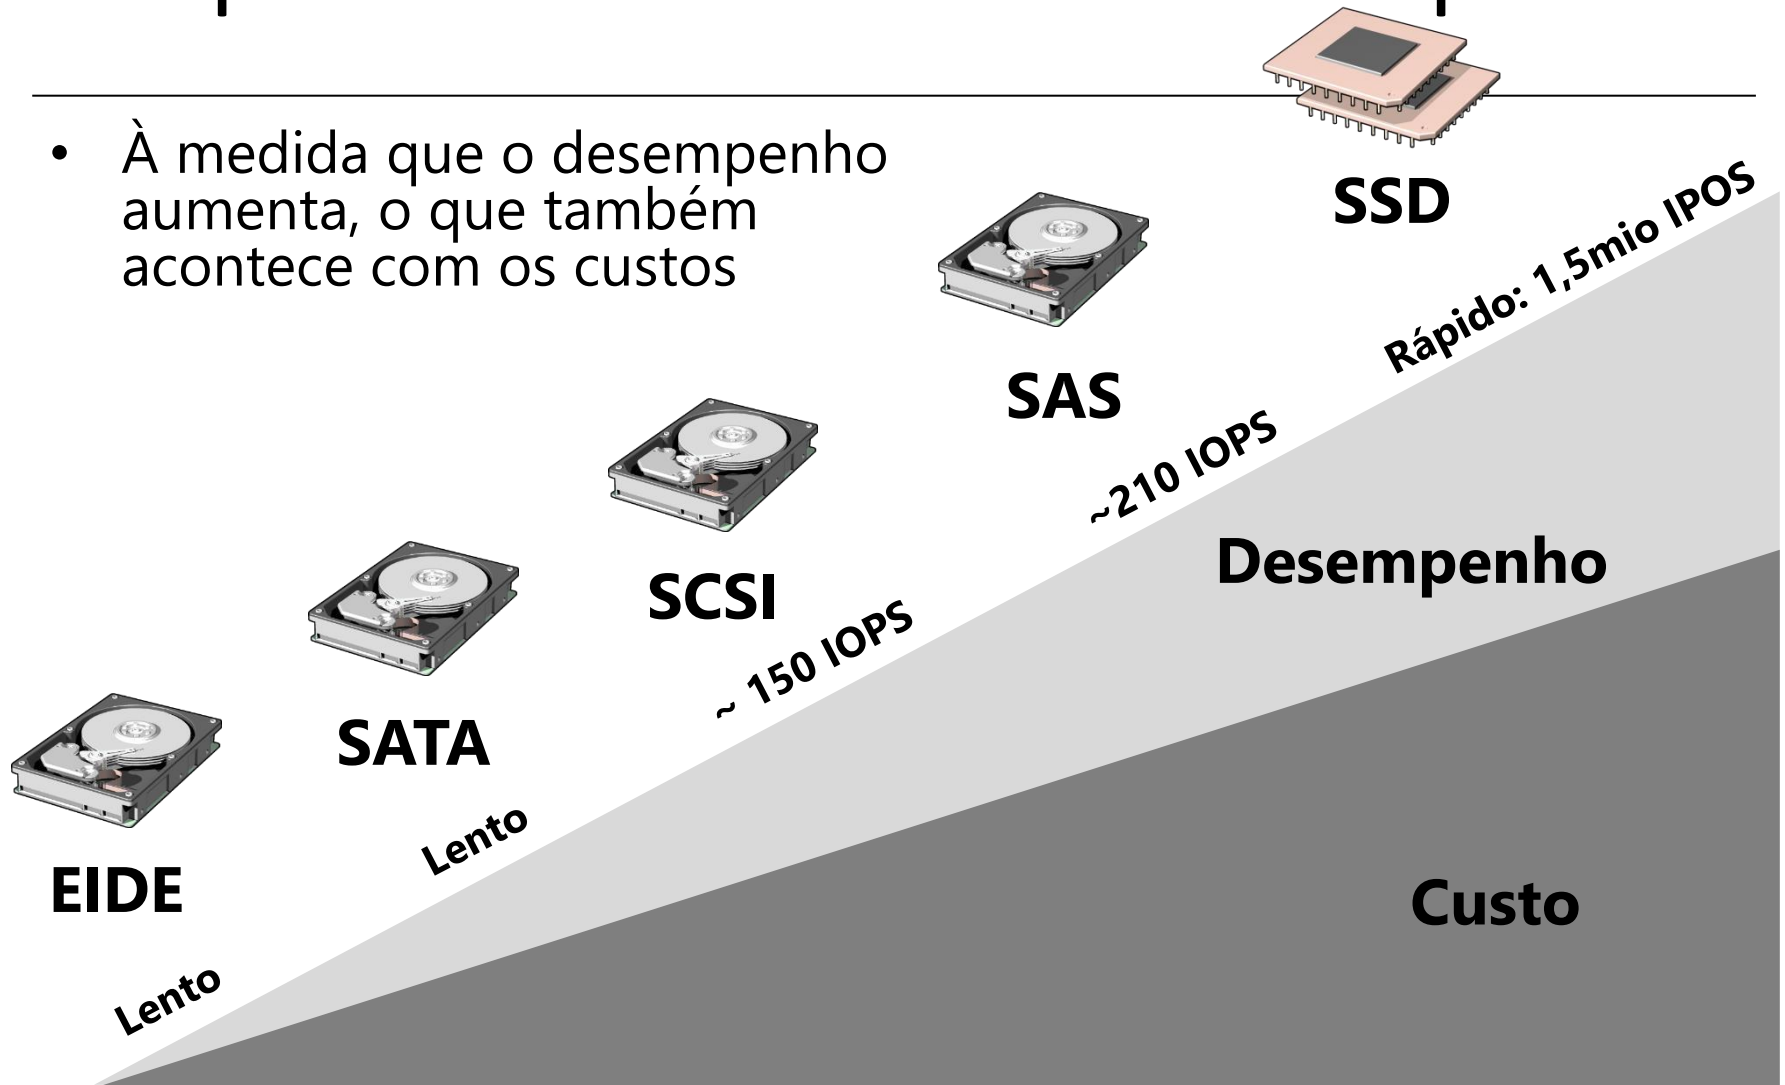 • À medida que o desempenho
aumenta, o que também
acontece com os custos
SSD
Rápido: 1,5mio IPOS
SAS
~210 IOPS
Desempenho
SCSI
~ 150 IOPS
SATA
Lento
EIDE
Custo
Lento